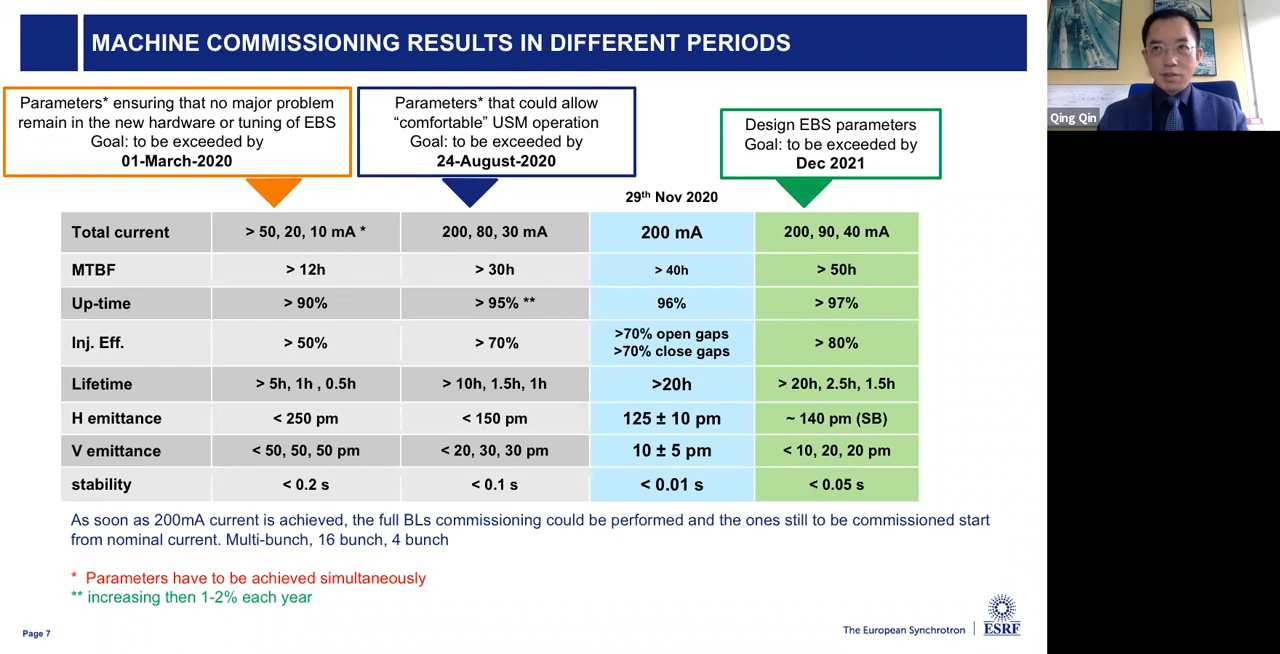 MACHINE COMMISSIONING RESULTS IN DIFFERENT PERIODS
Qing Qin
Parameters* ensuring that no major problem
remain in the new hardware or tuning of EBS
Goal: to be exceeded by
01-March-2020
Parameters* that could allow
“comfortable” USM operation
Goal: to be exceeded by
24-August-2020
Design EBS parameters
Goal: to be exceeded by
Dec 2021
29th Nov 2020
Total current > 50, 20, 10 mA * 200, 80, 30 mA 200 mA 200, 90, 40 mA
MTBF > 12h > 30h > 40h > 50h
Up-time > 90% > 95% ** 96% > 97%
Inj. Eff. > 50% > 70% >70% open gaps > 80%
>70% close gaps
Lifetime > 5h, 1h , 0.5h > 10h, 1.5h, 1h >20h > 20h, 2.5h, 1.5h
H emittance < 250 pm < 150 pm 125 ± 10 pm ~ 140 pm (SB)
V emittance < 50, 50, 50 pm < 20, 30, 30 pm 10 ± 5 pm < 10, 20, 20 pm
stability < 0.2 s < 0.1 s < 0.01 s < 0.05 s
As soon as 200mA current is achieved, the full BLs commissioning could be performed and the ones still to be commissioned start
from nominal current. Multi-bunch, 16 bunch, 4 bunch
* Parameters have to be achieved simultaneously
** increasing then 1-2% each year
Page 7
The European Synchrotron
ESRF